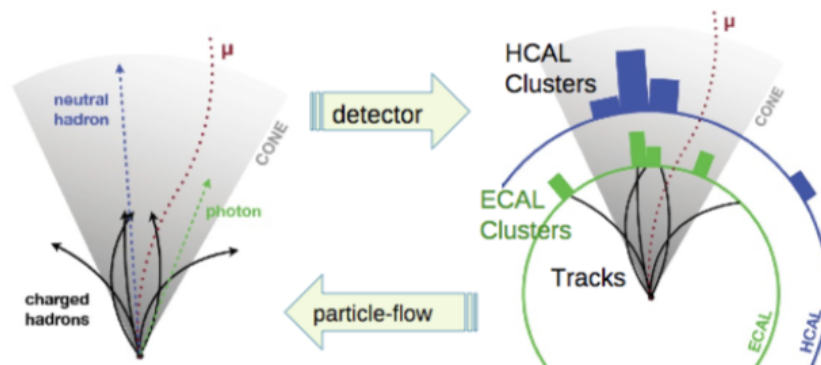 μ
neutral
hadron
CONE
photon
charged
hadrons
detector
particle-flow
HCAL
Clusters
μ
CONE
ECAL
Clusters
Tracks
ECAL
HCAL